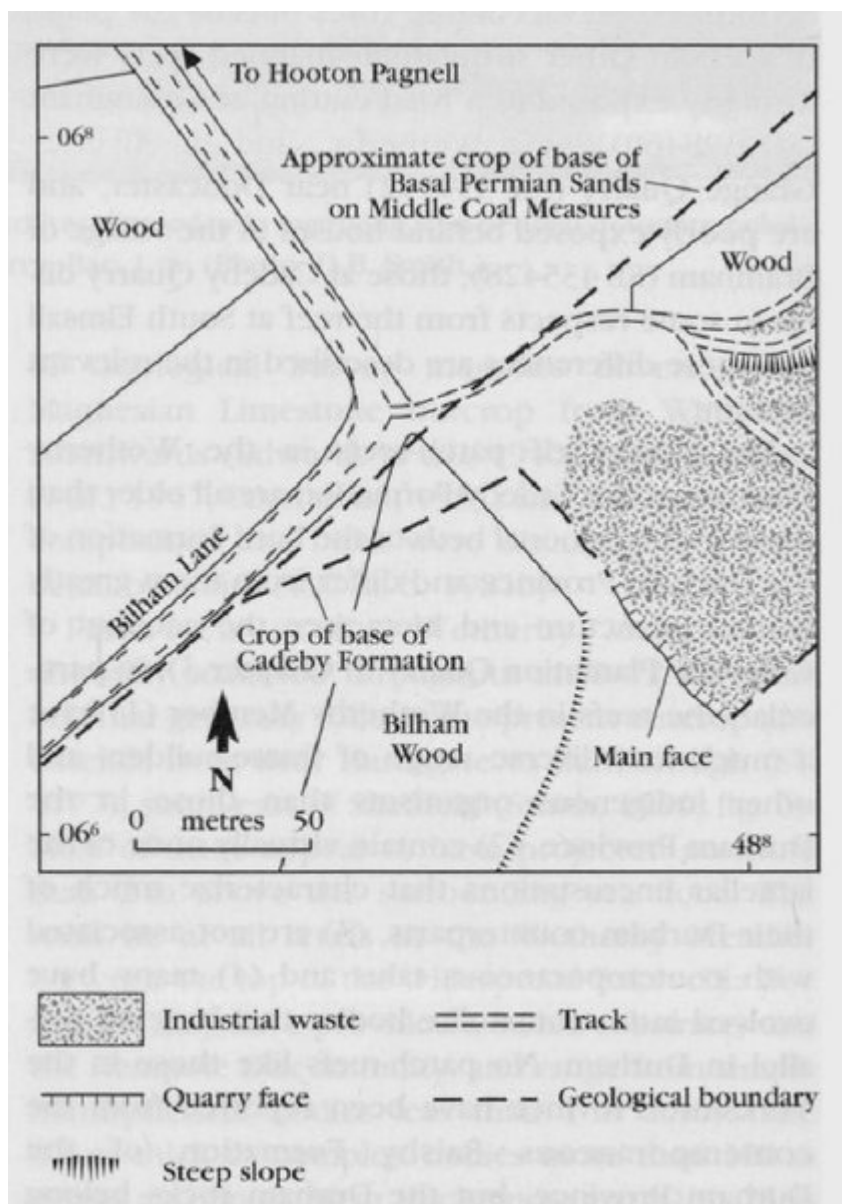 To Hooton Pagnell
06⁸
Approximate crop of base of
Basal Permian Sands
on Middle Coal Measures
Wood
Wood
Bilham Lane
Crop of base of
Cadeby Formation
Bilham
Wood
Main face
N
0 metres 50
06⁶
48⁸
Industrial waste
Track
Quarry face
Geological boundary
Steep slope